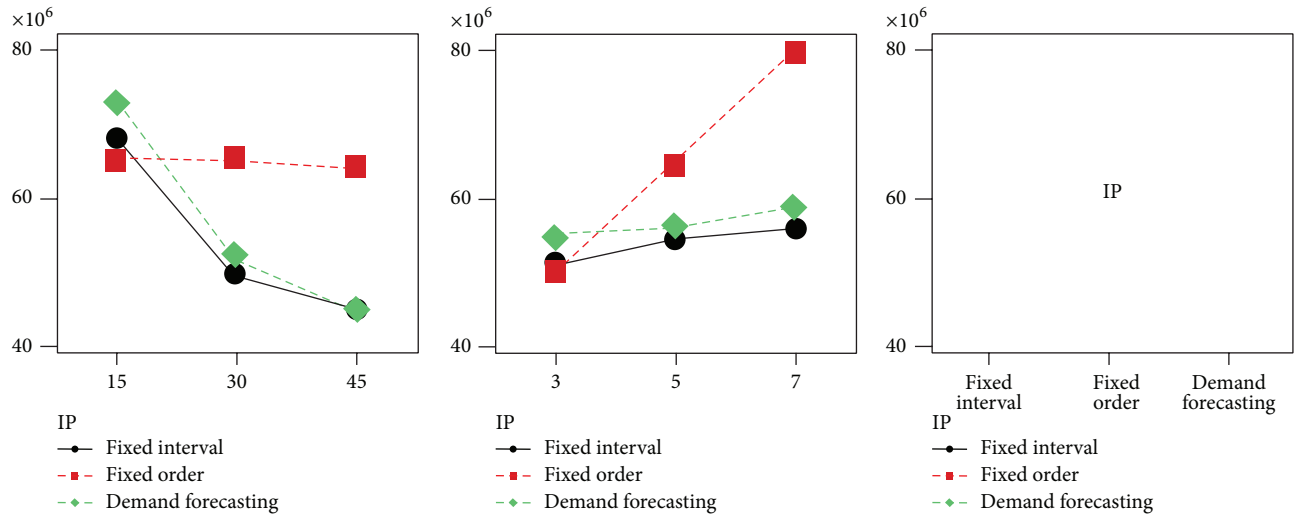 ×10⁶
80
60
40
15 30 45
IP
Fixed interval
Fixed order
Demand forecasting
×10⁶
80
60
40
3 5 7
IP
Fixed interval
Fixed order
Demand forecasting
×10⁶
80
60
40
IP
Fixed interval
Fixed order
Demand forecasting
IP
Fixed interval
Fixed order
Demand forecasting